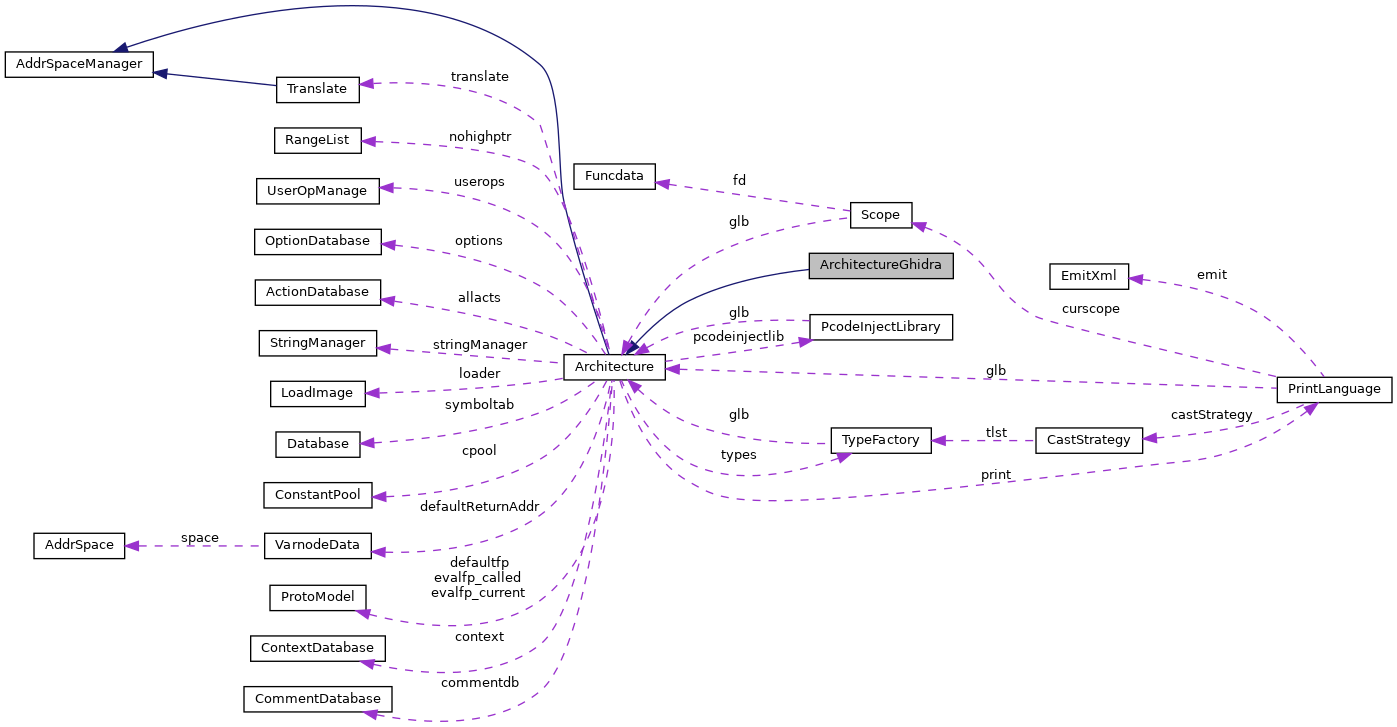 AddrSpaceManager
translate
Translate
nohighptr
RangeList
Funcdata
fd
userops
UserOpManage
Scope
glb
options
OptionDatabase
ArchitectureGhidra
EmitXml
emit
allacts
ActionDatabase
curscope
glb
PcodeInjectLibrary
pcodeinjectlib
stringManager
StringManager
Architecture
glb
loader
LoadImage
PrintLanguage
symboltab
Database
glb
castStrategy
TypeFactory
tlst
CastStrategy
cpool
types
print
ConstantPool
defaultReturnAddr
AddrSpace
space
VarnodeData
defaultfp
evalfp_called
evalfp_current
ProtoModel
context
ContextDatabase
commentdb
CommentDatabase